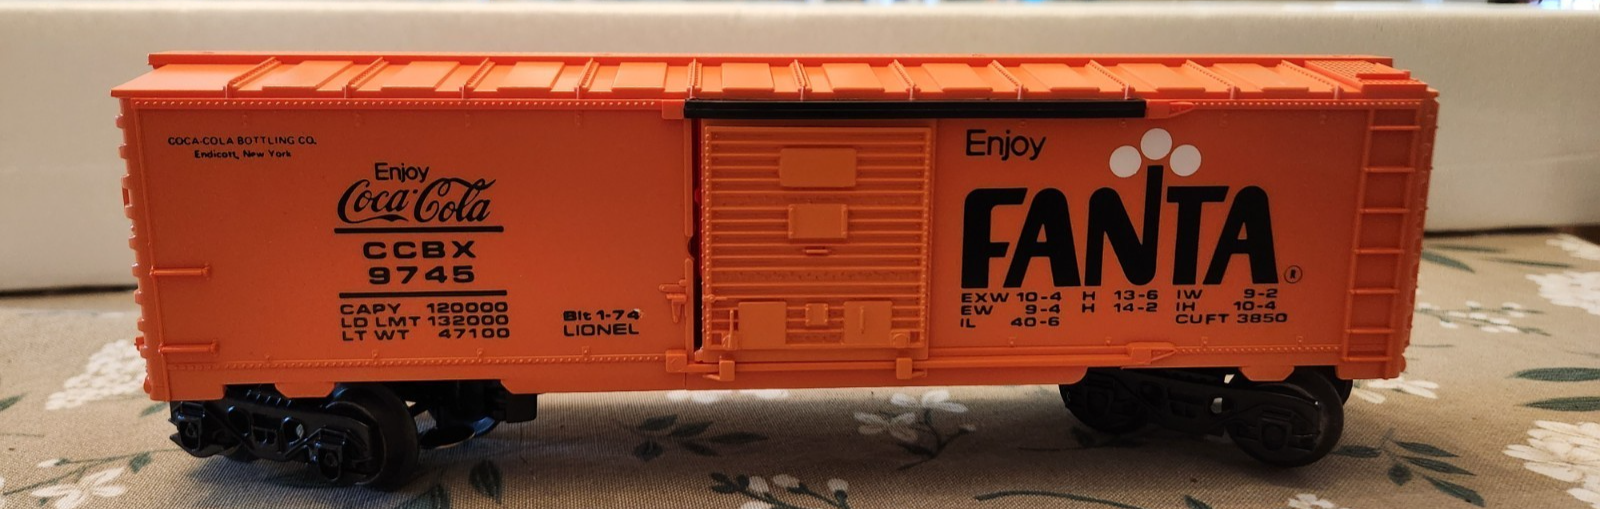 COCA-COLA BOTTLING CO.
Endicott, New York
Enjoy
Coca-Cola
CCBX
9745
CAPY 120000
LD LMT 132000
LT WT 47100
Blt 1-74
LIONEL
Enjoy
FANTA®
EXW 10-4 H 13-6 IW 9-2
EW 9-4 H 14-2 IH 10-4
IL 40-6 CU FT 3850